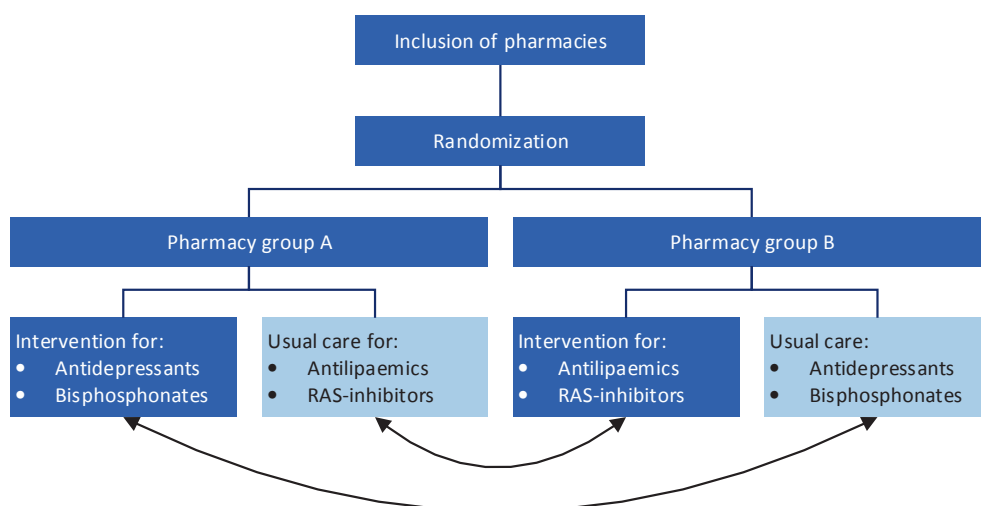 Inclusion of pharmacies
Randomization
Pharmacy group A
Pharmacy group B
Intervention for:
• Antidepressants
• Bisphosphonates
Usual care for:
• Antilipaemics
• RAS-inhibitors
Intervention for:
• Antilipaemics
• RAS-inhibitors
Usual care:
• Antidepressants
• Bisphosphonates